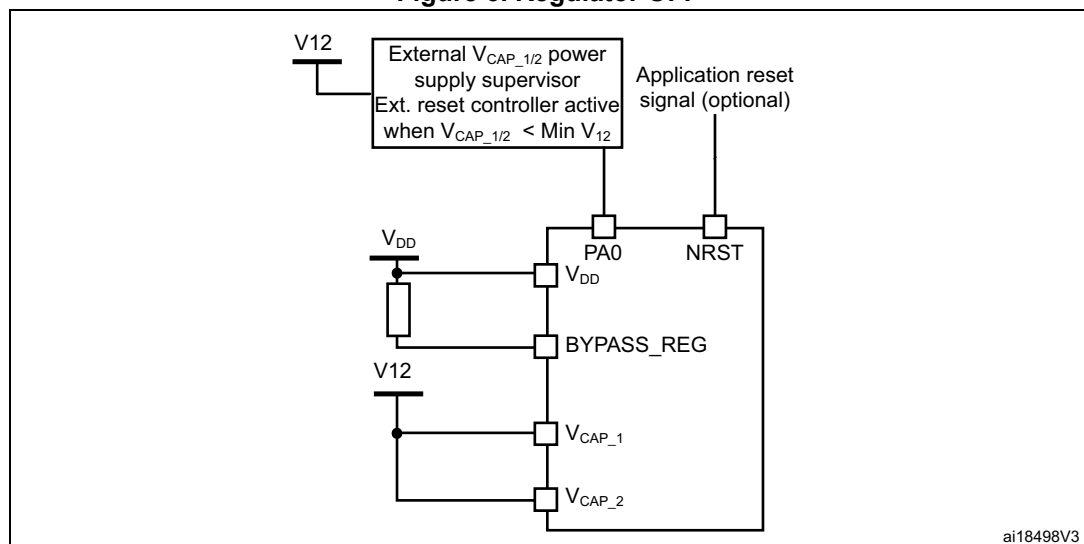 V12
External VCAP_1/2 power
supply supervisor
Ext. reset controller active
when VCAP_1/2 < Min V12
Application reset
signal (optional)
PA0
NRST
VDD
VDD
BYPASS_REG
V12
VCAP_1
VCAP_2
ai18498V3